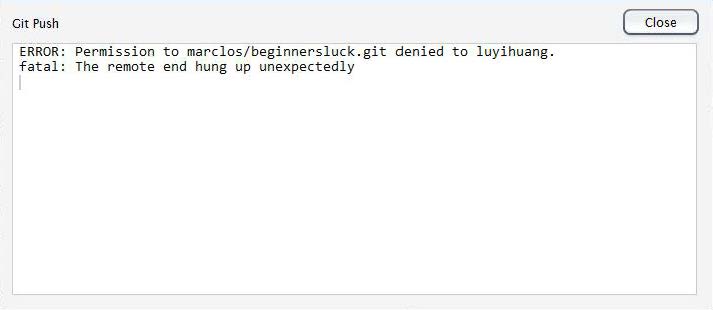 Git Push
Close
ERROR: Permission to marclos/beginnersluck.git denied to luyihuang.
fatal: The remote end hung up unexpectedly